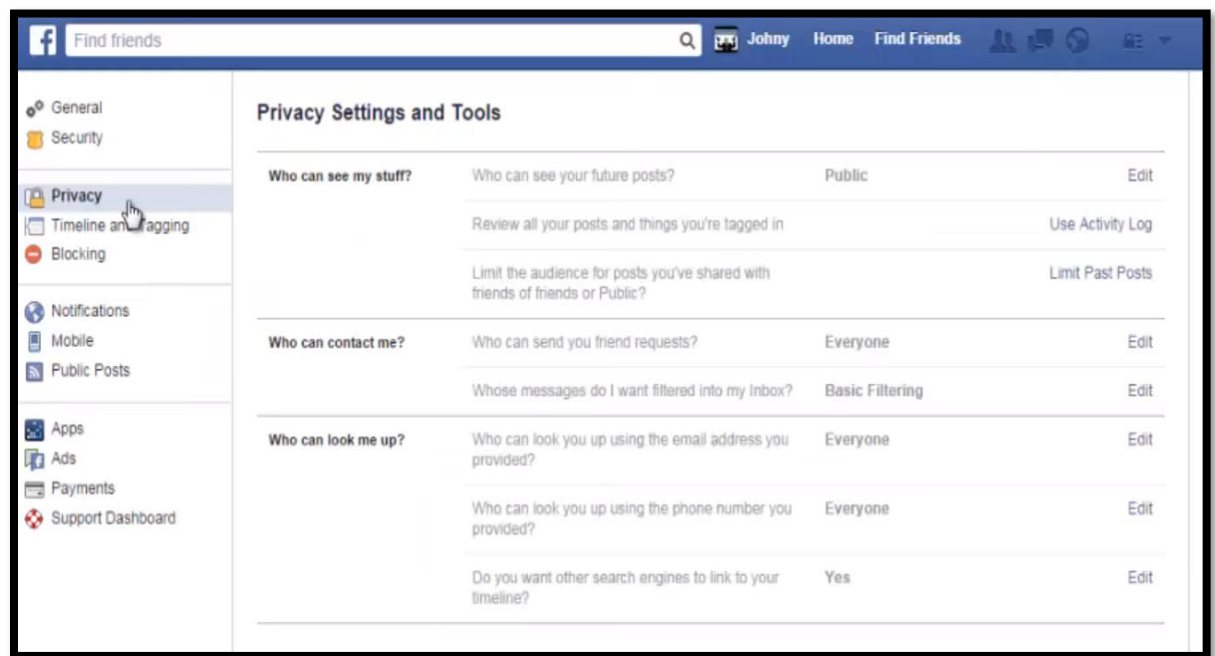 f Find friends Johny Home Find Friends
General
Security
Privacy
Timeline and Tagging
Blocking
Notifications
Mobile
Public Posts
Apps
Ads
Payments
Support Dashboard
Privacy Settings and Tools
Who can see my stuff? Who can see your future posts? Public Edit
Review all your posts and things you're tagged in Use Activity Log
Limit the audience for posts you've shared with Limit Past Posts
friends of friends or Public?
Who can contact me? Who can send you friend requests? Everyone Edit
Whose messages do I want filtered into my Inbox? Basic Filtering Edit
Who can look me up? Who can look you up using the email address you Everyone Edit
provided?
Who can look you up using the phone number you Everyone Edit
provided?
Do you want other search engines to link to your Yes Edit
timeline?